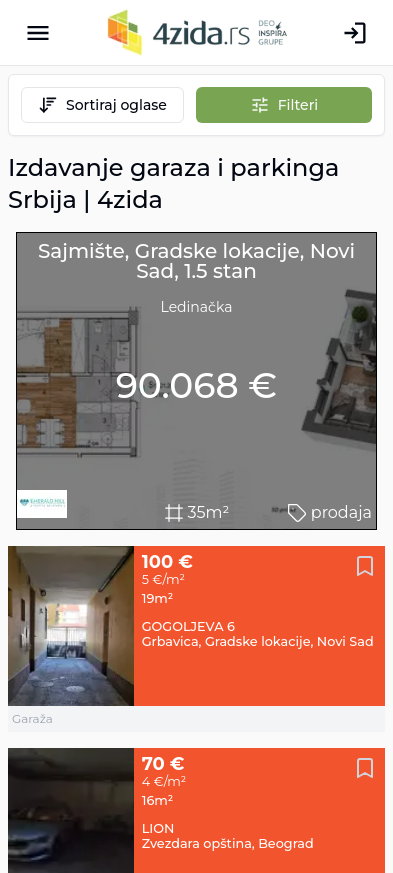 4zida.rs
DEO
INSPIRA
GRUPE
Sortiraj oglase
Filteri
Izdavanje garaza i parkinga
Srbija | 4zida
Sajmište, Gradske lokacije, Novi
Sad, 1.5 stan
Ledinačka
90.068 €
35m²
prodaja
100 €
5 €/m²
19m²
GOGOLJEVA 6
Grbavica, Gradske lokacije, Novi Sad
Garaža
70 €
4 €/m²
16m²
LION
Zvezdara opština, Beograd